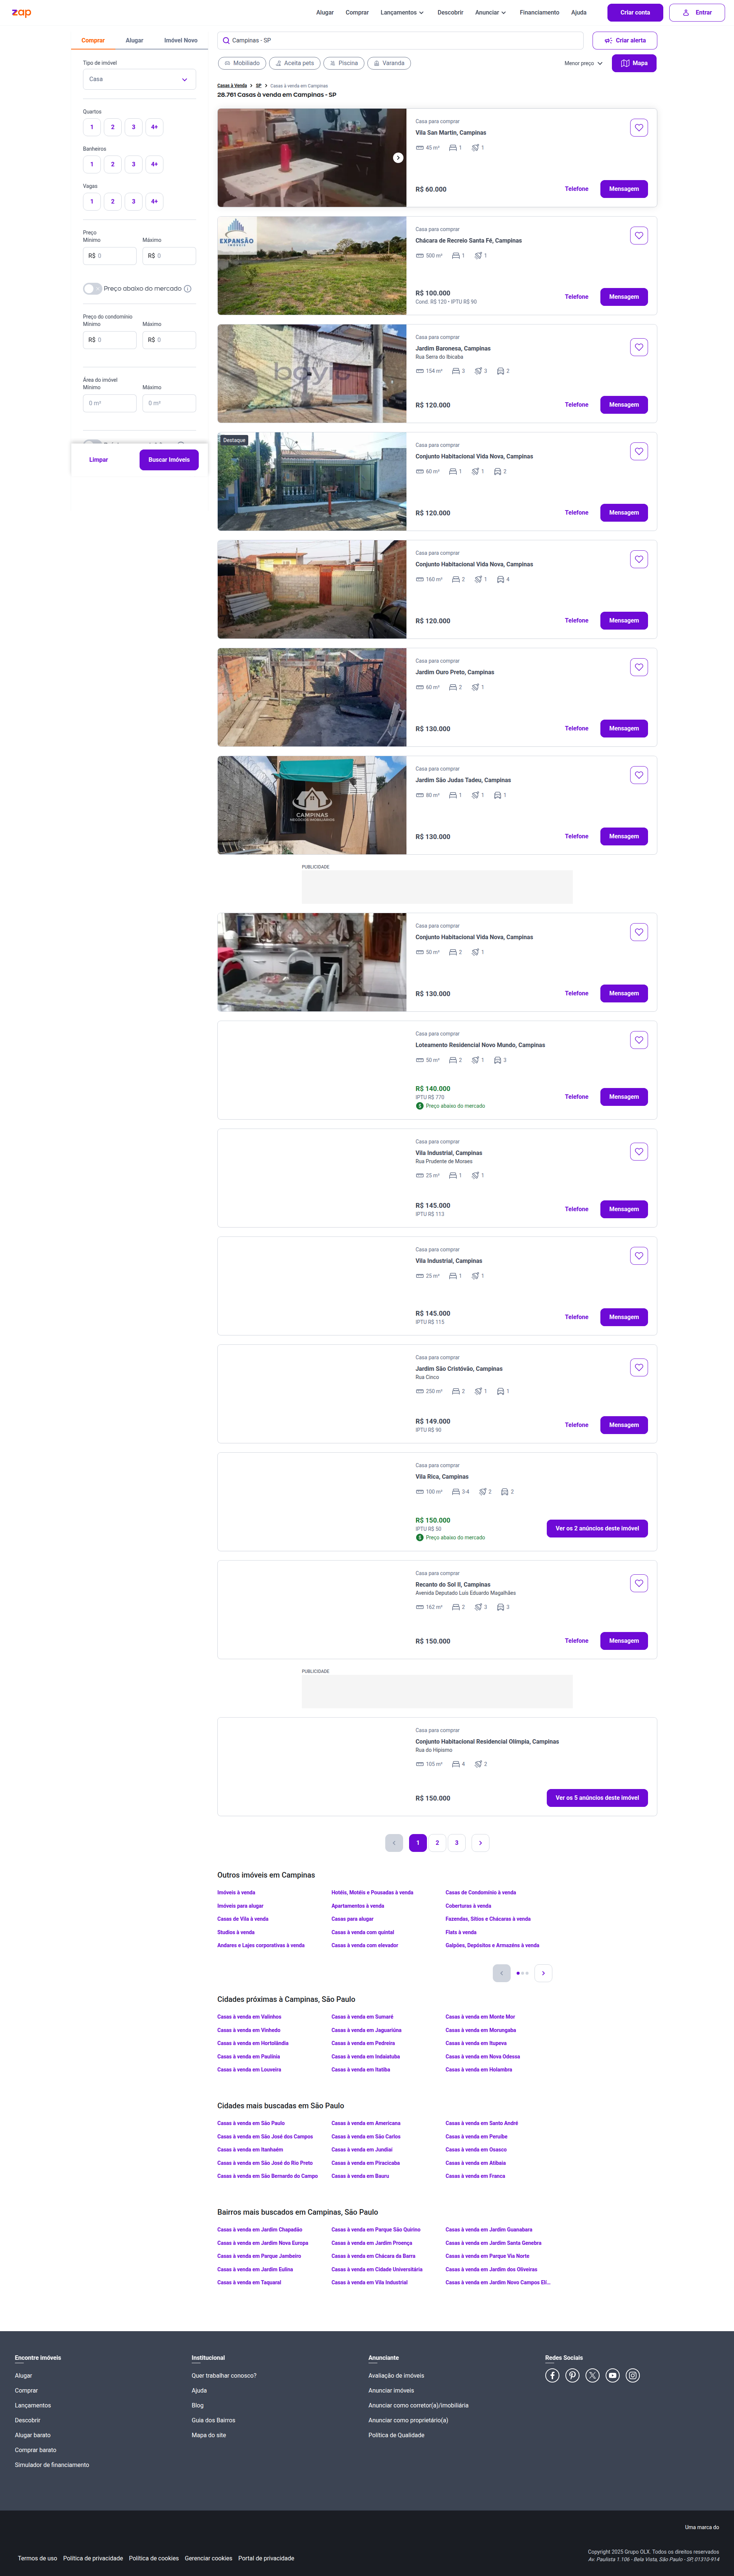 zap
Alugar
Comprar
Lançamentos
Descobrir
Anunciar
Financiamento
Ajuda
Criar conta
Entrar
Comprar
Alugar
Imóvel Novo
Tipo de imóvel
Casa
Quartos
1 2 3 4+
Banheiros
1 2 3 4+
Vagas
1 2 3 4+
Preço
Mínimo Máximo
R$ 0 R$ 0
Preço abaixo do mercado
Preço do condomínio
Mínimo Máximo
R$ 0 R$ 0
Área do imóvel
Mínimo Máximo
0 m² 0 m²
Limpar
Buscar Imóveis
Campinas - SP
Criar alerta
Mobiliado
Aceita pets
Piscina
Varanda
Menor preço
Mapa
Casas à Venda > SP > Casas à venda em Campinas
28.761 Casas à venda em Campinas - SP
Casa para comprar
Vila San Martin, Campinas
45 m² 1 1
R$ 60.000
Telefone
Mensagem
EXPANSÃO
IMÓVEIS
Casa para comprar
Chácara de Recreio Santa Fé, Campinas
500 m² 1 1
R$ 100.000
Cond. R$ 120 • IPTU R$ 90
Telefone
Mensagem
Casa para comprar
Jardim Baronesa, Campinas
Rua Serra do Ibicaba
154 m² 3 3 2
R$ 120.000
Telefone
Mensagem
Destaque
Casa para comprar
Conjunto Habitacional Vida Nova, Campinas
60 m² 1 1 2
R$ 120.000
Telefone
Mensagem
Casa para comprar
Conjunto Habitacional Vida Nova, Campinas
160 m² 2 1 4
R$ 120.000
Telefone
Mensagem
Casa para comprar
Jardim Ouro Preto, Campinas
60 m² 2 1
R$ 130.000
Telefone
Mensagem
CAMPINAS
NEGÓCIOS IMOBILIÁRIOS
Casa para comprar
Jardim São Judas Tadeu, Campinas
80 m² 1 1 1
R$ 130.000
Telefone
Mensagem
PUBLICIDADE
Casa para comprar
Conjunto Habitacional Vida Nova, Campinas
50 m² 2 1
R$ 130.000
Telefone
Mensagem
Casa para comprar
Loteamento Residencial Novo Mundo, Campinas
50 m² 2 1 3
R$ 140.000
IPTU R$ 770
Preço abaixo do mercado
Telefone
Mensagem
Casa para comprar
Vila Industrial, Campinas
Rua Prudente de Moraes
25 m² 1 1
R$ 145.000
IPTU R$ 113
Telefone
Mensagem
Casa para comprar
Vila Industrial, Campinas
25 m² 1 1
R$ 145.000
IPTU R$ 115
Telefone
Mensagem
Casa para comprar
Jardim São Cristóvão, Campinas
Rua Cinco
250 m² 2 1 1
R$ 149.000
IPTU R$ 90
Telefone
Mensagem
Casa para comprar
Vila Rica, Campinas
100 m² 3-4 2 2
R$ 150.000
IPTU R$ 50
Preço abaixo do mercado
Ver os 2 anúncios deste imóvel
Casa para comprar
Recanto do Sol II, Campinas
Avenida Deputado Luís Eduardo Magalhães
162 m² 2 3 3
R$ 150.000
Telefone
Mensagem
PUBLICIDADE
Casa para comprar
Conjunto Habitacional Residencial Olímpia, Campinas
Rua do Hipismo
105 m² 4 2
R$ 150.000
Ver os 5 anúncios deste imóvel
1 2 3
Outros imóveis em Campinas
Imóveis à venda
Hotéis, Motéis e Pousadas à venda
Casas de Condomínio à venda
Imóveis para alugar
Apartamentos à venda
Coberturas à venda
Casas de Vila à venda
Casas para alugar
Fazendas, Sítios e Chácaras à venda
Studios à venda
Casas à venda com quintal
Flats à venda
Andares e Lajes corporativas à venda
Casas à venda com elevador
Galpões, Depósitos e Armazéns à venda
Cidades próximas à Campinas, São Paulo
Casas à venda em Valinhos
Casas à venda em Sumaré
Casas à venda em Monte Mor
Casas à venda em Vinhedo
Casas à venda em Jaguariúna
Casas à venda em Morungaba
Casas à venda em Hortolândia
Casas à venda em Pedreira
Casas à venda em Itupeva
Casas à venda em Paulínia
Casas à venda em Indaiatuba
Casas à venda em Nova Odessa
Casas à venda em Louveira
Casas à venda em Itatiba
Casas à venda em Holambra
Cidades mais buscadas em São Paulo
Casas à venda em São Paulo
Casas à venda em Americana
Casas à venda em Santo André
Casas à venda em São José dos Campos
Casas à venda em São Carlos
Casas à venda em Peruíbe
Casas à venda em Itanhaém
Casas à venda em Jundiaí
Casas à venda em Osasco
Casas à venda em São José do Rio Preto
Casas à venda em Piracicaba
Casas à venda em Atibaia
Casas à venda em São Bernardo do Campo
Casas à venda em Bauru
Casas à venda em Franca
Bairros mais buscados em Campinas, São Paulo
Casas à venda em Jardim Chapadão
Casas à venda em Parque São Quirino
Casas à venda em Jardim Guanabara
Casas à venda em Jardim Nova Europa
Casas à venda em Jardim Proença
Casas à venda em Jardim Santa Genebra
Casas à venda em Parque Jambeiro
Casas à venda em Chácara da Barra
Casas à venda em Parque Via Norte
Casas à venda em Jardim Eulina
Casas à venda em Cidade Universitária
Casas à venda em Jardim dos Oliveiras
Casas à venda em Taquaral
Casas à venda em Vila Industrial
Casas à venda em Jardim Novo Campos Elí...
Encontre imóveis
Alugar
Comprar
Lançamentos
Descobrir
Alugar barato
Comprar barato
Simulador de financiamento
Institucional
Quer trabalhar conosco?
Ajuda
Blog
Guia dos Bairros
Mapa do site
Anunciante
Avaliação de imóveis
Anunciar imóveis
Anunciar como corretor(a)/imobiliária
Anunciar como proprietário(a)
Política de Qualidade
Redes Sociais
Uma marca do
Termos de uso
Política de privacidade
Política de cookies
Gerenciar cookies
Portal de privacidade
Copyright 2025 Grupo OLX. Todos os direitos reservados
Av. Paulista 1.106 - Bela Vista, São Paulo - SP, 01310-914